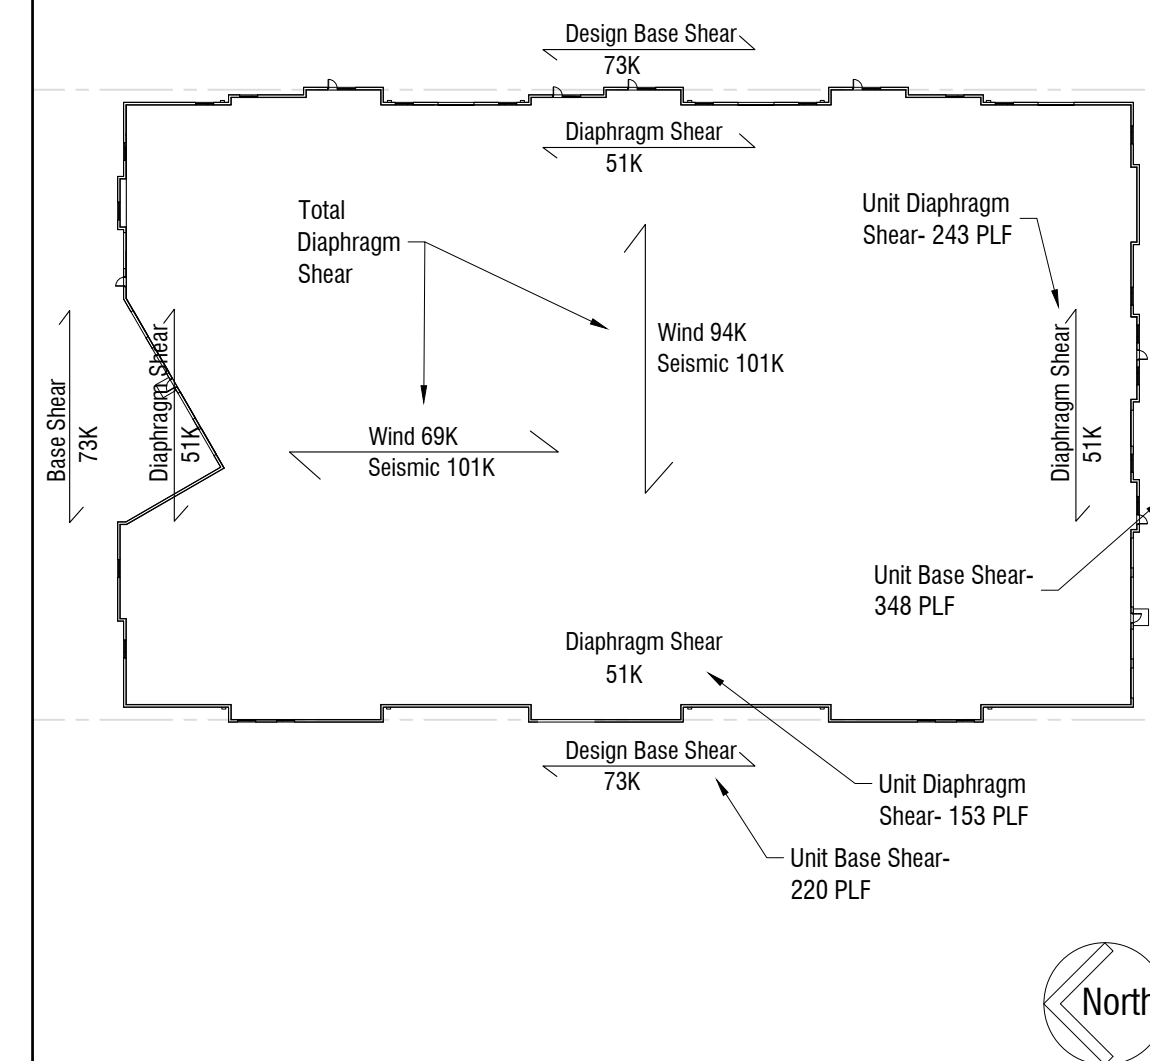 Design Base Shear
73K
Diaphragm Shear
51K
Total
Diaphragm
Shear
Unit Diaphragm
Shear- 243 PLF
Wind 94K
Seismic 101K
Base Shear
73K
Diaphragm Shear
51K
Wind 69K
Seismic 101K
Diaphragm Shear
51K
Unit Base Shear-
348 PLF
Diaphragm Shear
51K
Design Base Shear
73K
Unit Diaphragm
Shear- 153 PLF
Unit Base Shear-
220 PLF
North